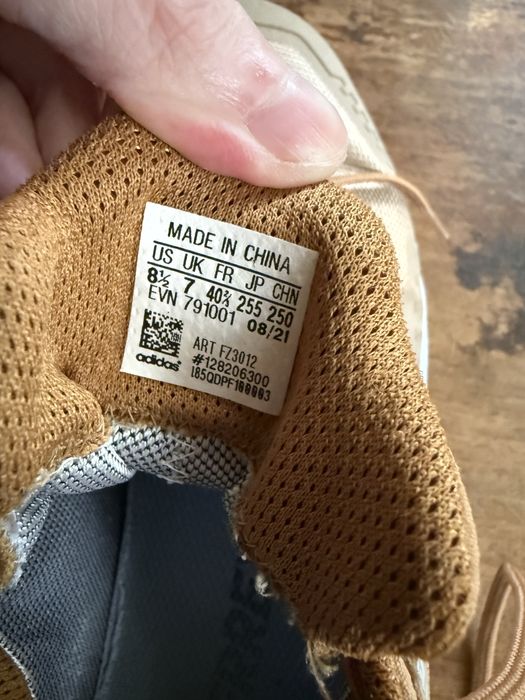 MADE IN CHINA
US UK FR JP CHN
8½ 7 40⅔ 255 250
EVN 791001 08/21
ART FZ3012
#128206300
adidas